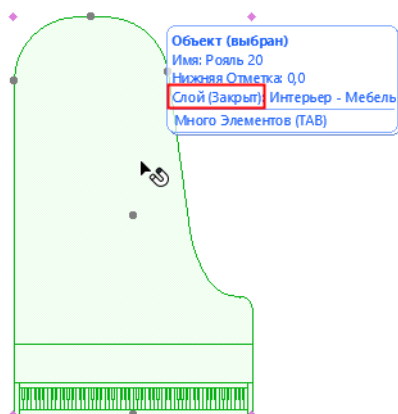 Объект (выбран)
Имя: Рояль 20
Нижняя Отметка: 0,0
Слой (Закрыт): Интерьер - Мебель
Много Элементов (TAB)